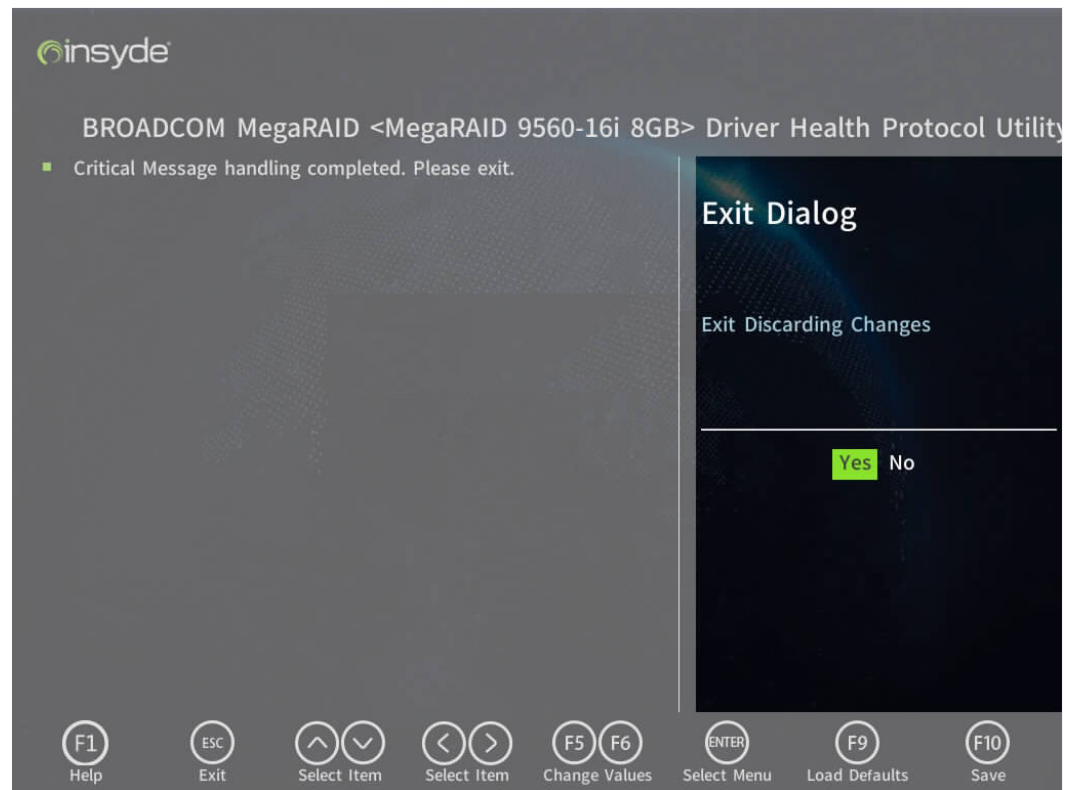 insyde
BROADCOM MegaRAID <MegaRAID 9560-16i 8GB> Driver Health Protocol Utility
Critical Message handling completed. Please exit.
Exit Dialog
Exit Discarding Changes
Yes No
F1 ESC F5 F6 ENTER F9 F10
Help Exit Select Item Select Item Change Values Select Menu Load Defaults Save